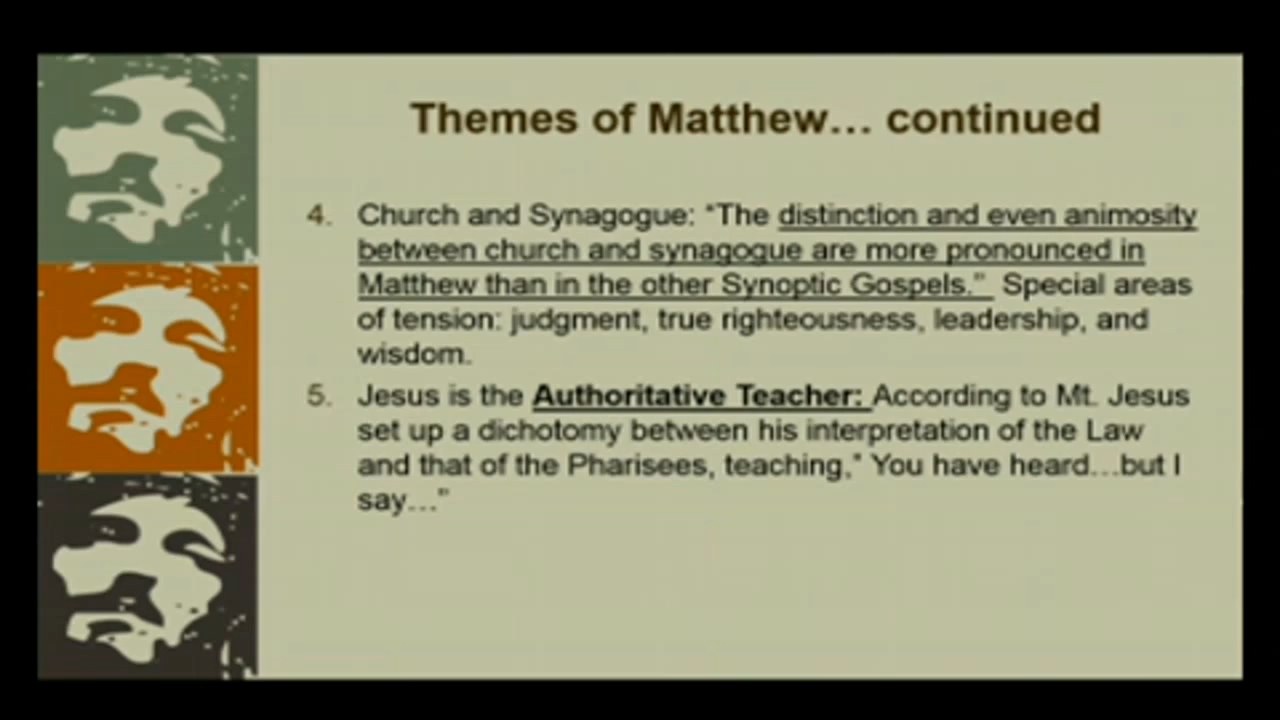 Themes of Matthew… continued
4. Church and Synagogue: “The distinction and even animosity
between church and synagogue are more pronounced in
Matthew than in the other Synoptic Gospels.” Special areas
of tension: judgment, true righteousness, leadership, and
wisdom.
5. Jesus is the Authoritative Teacher: According to Mt. Jesus
set up a dichotomy between his interpretation of the Law
and that of the Pharisees, teaching,” You have heard…but I
say…”